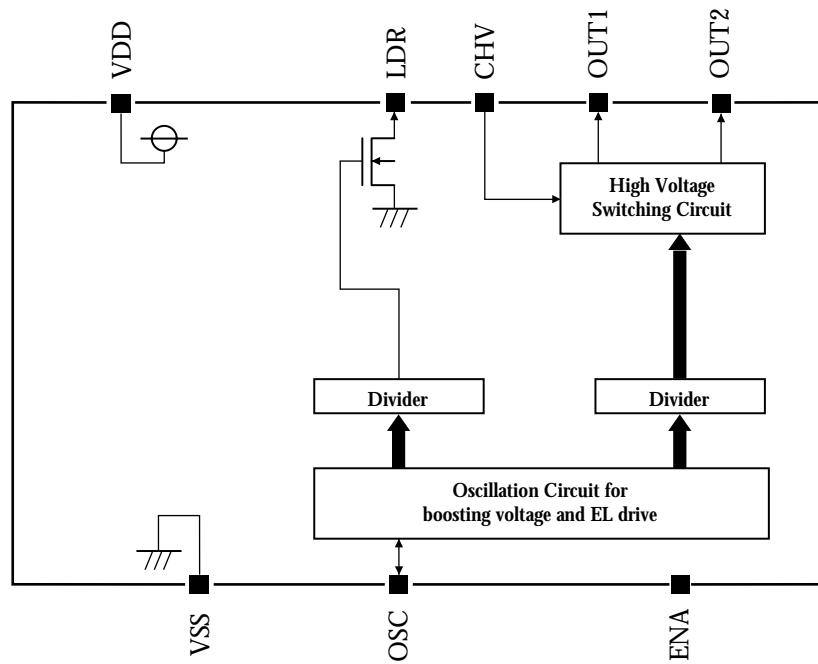 VDD
LDR
CHV
OUT1
OUT2
High Voltage
Switching Circuit
Divider
Divider
Oscillation Circuit for
boosting voltage and EL drive
VSS
OSC
ENA